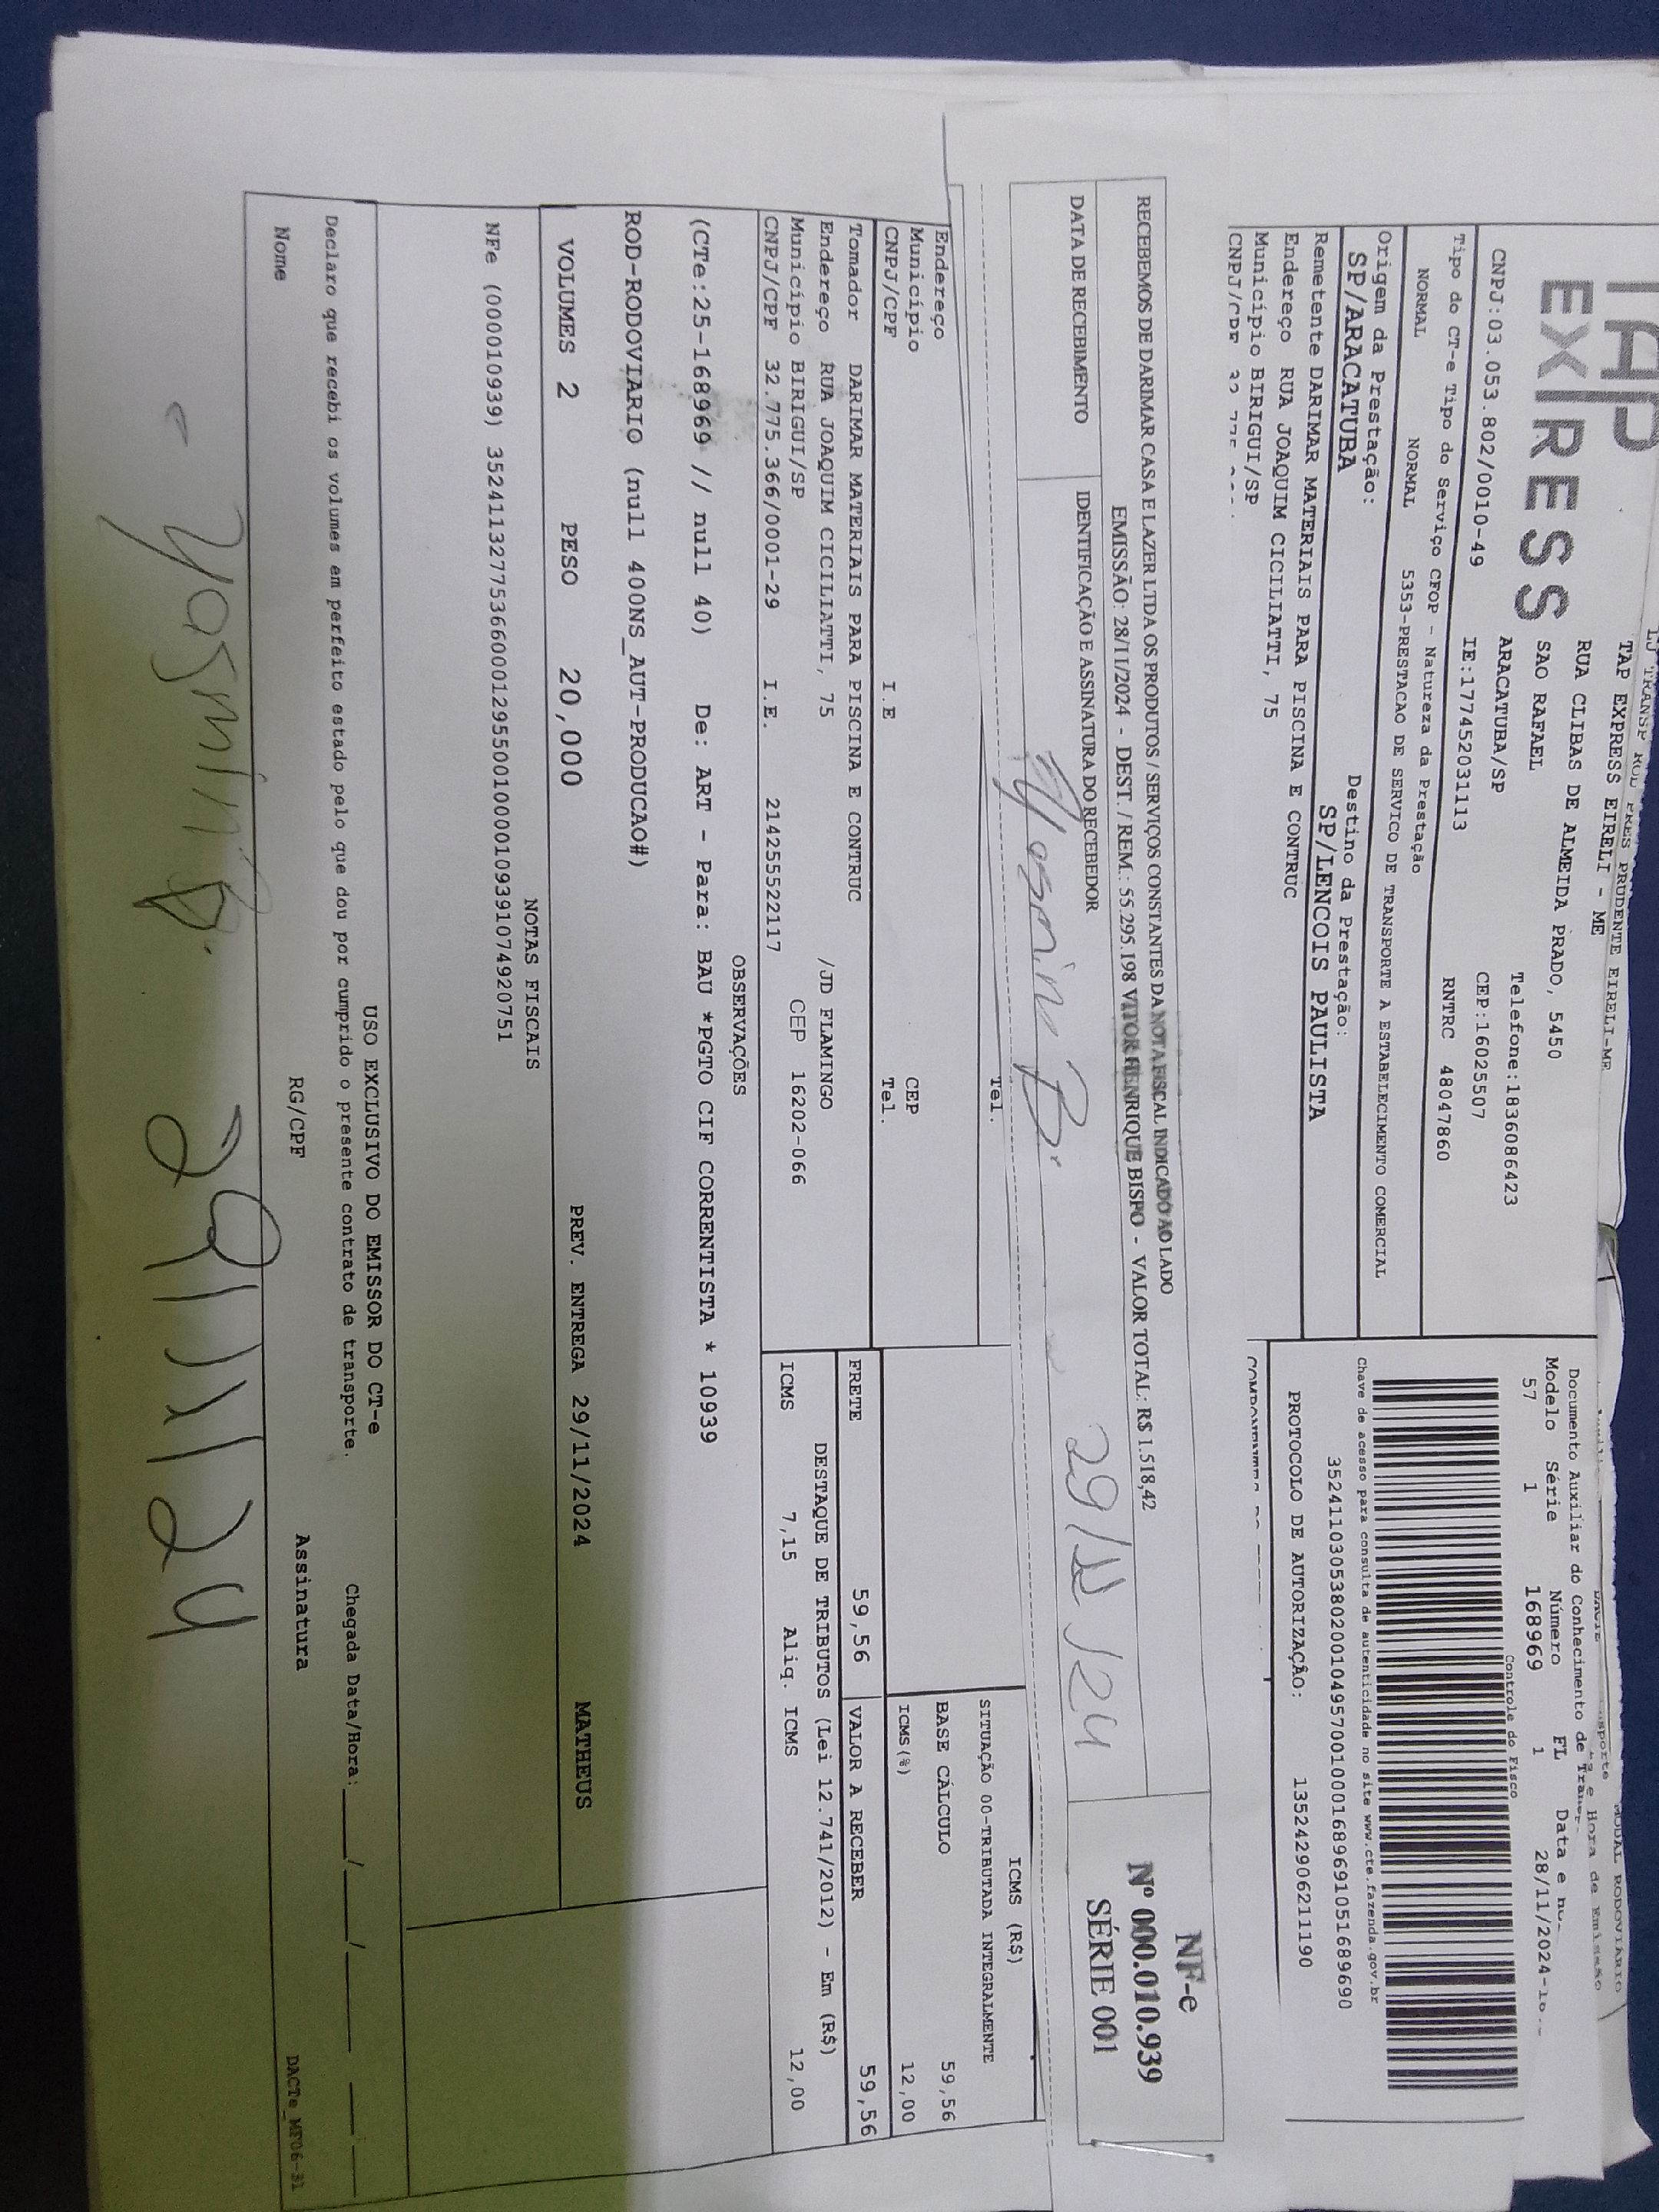 TAP
EXPRESS
TAP EXPRESS EIRELI - ME
RUA CLIBAS DE ALMEIDA PRADO, 5450
SAO RAFAEL
Telefone:1836086423
ARACATUBA/SP
CEP:16025507
CNPJ:03.053.802/0010-49
IE:177452031113
RNTRC 48047860
MODAL RODOVIÁRIO
Documento Auxiliar do Conhecimento de
Modelo Série Número FL Data e
57 1 168969 1 28/11/2024
Controle do Fisco
Chave de acesso para consulta de autenticidade no site www.cte.fazenda.gov.br
35241103053802001049570010001689691051689690
PROTOCOLO DE AUTORIZAÇÃO: 135242906211190
Tipo do CT-e Tipo do Serviço CFOP - Natureza da Prestação
NORMAL NORMAL 5353-PRESTACAO DE SERVICO DE TRANSPORTE A ESTABELECIMENTO COMERCIAL
Origem da Prestação: Destino da Prestação:
SP/ARACATUBA SP/LENCOIS PAULISTA
Remetente DARIMAR MATERIAIS PARA PISCINA E CONTRUC
Endereço RUA JOAQUIM CICILIATTI, 75
Município BIRIGUI/SP
CNPJ/CPF
NF-e
Nº 000.010.939
SÉRIE 001
RECEBEMOS DE DARIMAR CASA E LAZER LTDA OS PRODUTOS / SERVIÇOS CONSTANTES DA NOTA FISCAL INDICADO AO LADO
EMISSÃO: 28/11/2024 - DEST. / REM.: 55.295.198 VITOR HENRIQUE BISPO - VALOR TOTAL: R$ 1.518,42
DATA DE RECEBIMENTO IDENTIFICAÇÃO E ASSINATURA DO RECEBEDOR
Yasmin B. 29/11/24
Tel.
Endereço
Município CEP
CNPJ/CPF I.E Tel.
ICMS (R$)
SITUAÇÃO 00-TRIBUTADA INTEGRALMENTE
BASE CÁLCULO 59,56
ICMS(%) 12,00
Tomador DARIMAR MATERIAIS PARA PISCINA E CONTRUC
Endereço RUA JOAQUIM CICILIATTI, 75 /JD FLAMINGO
Município BIRIGUI/SP CEP 16202-066
CNPJ/CPF 32.775.366/0001-29 I.E. 214255522117
FRETE 59,56 VALOR A RECEBER 59,56
DESTAQUE DE TRIBUTOS (Lei 12.741/2012) - Em (R$)
ICMS 7,15 Aliq. ICMS 12,00
OBSERVAÇÕES
(CTe:25-168969 // null 40) De: ART - Para: BAU *PGTO CIF CORRENTISTA * 10939
ROD-RODOVIARIO (null 400NS_AUT-PRODUCAO#)
VOLUMES 2 PESO 20,000 PREV. ENTREGA 29/11/2024 MATHEUS
NOTAS FISCAIS
NFe (000010939) 35241132775366000129550010000109391074920751
USO EXCLUSIVO DO EMISSOR DO CT-e
Declaro que recebi os volumes em perfeito estado pelo que dou por cumprido o presente contrato de transporte. Chegada Data/Hora:___/___/____ __:__
Nome RG/CPF Assinatura
DACTe_MF06-31
Yasmin B. 29/11/24